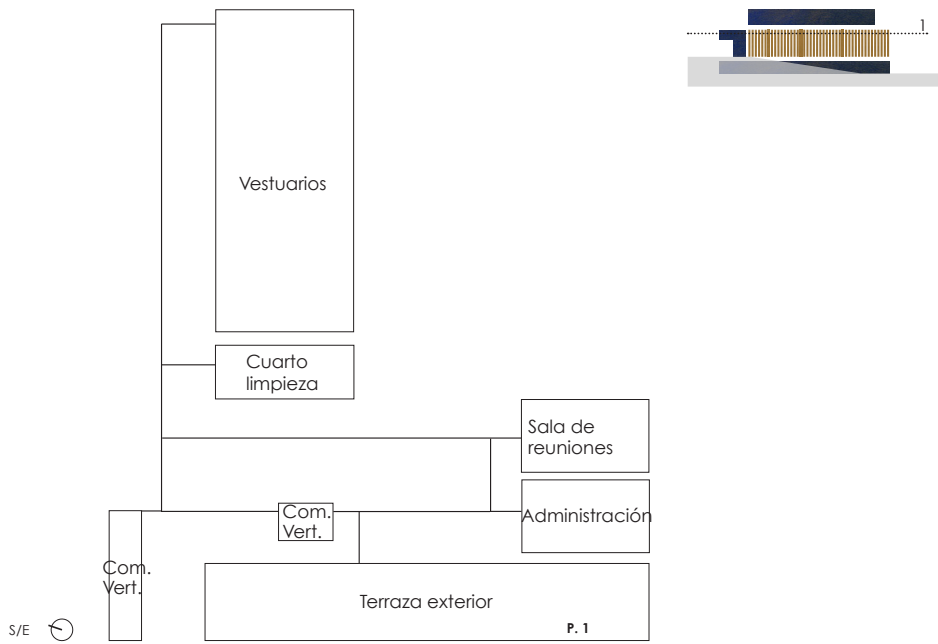 1
Vestuarios
Cuarto
limpieza
Sala de
reuniones
Com.
Vert.
Administración
Com.
Vert.
Terraza exterior
P. 1
S/E